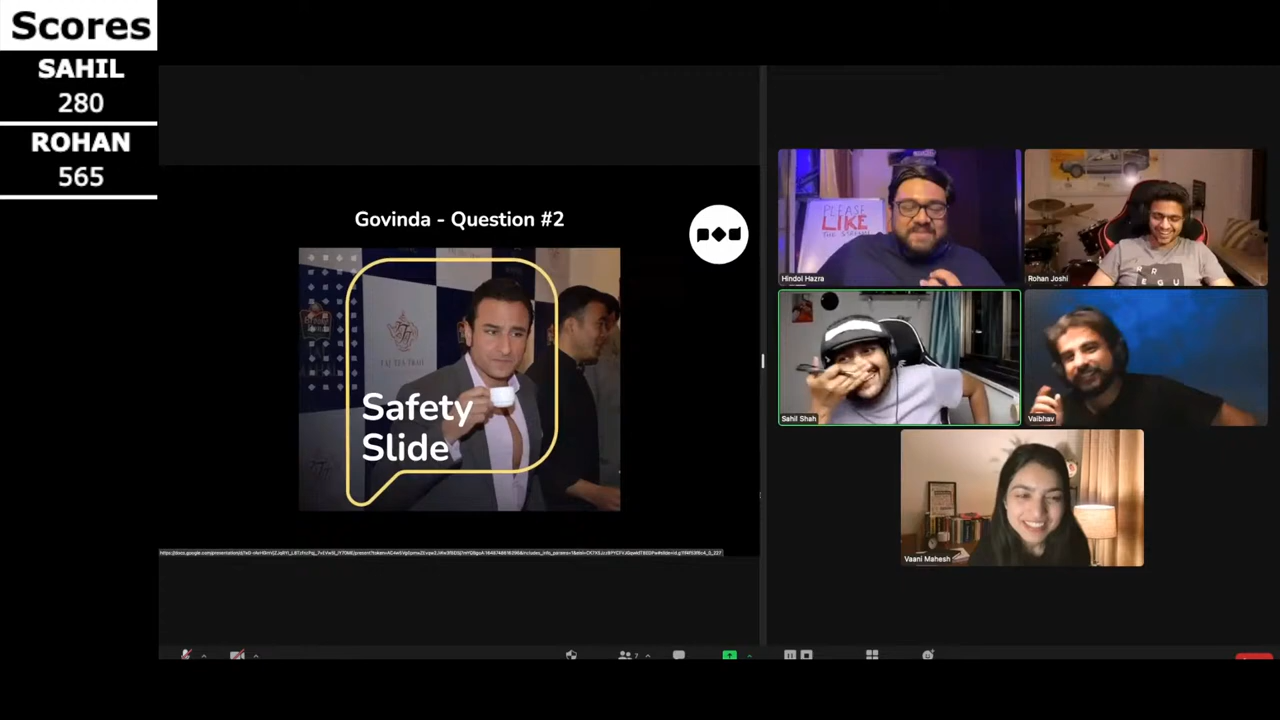 Scores
SAHIL
280
ROHAN
565
Govinda - Question #2
Safety
Slide
PLEASE
LIKE
Hindol Hazra
Rohan Joshi
Sahil Shah
Vaibhav
Vaani Mahesh
7